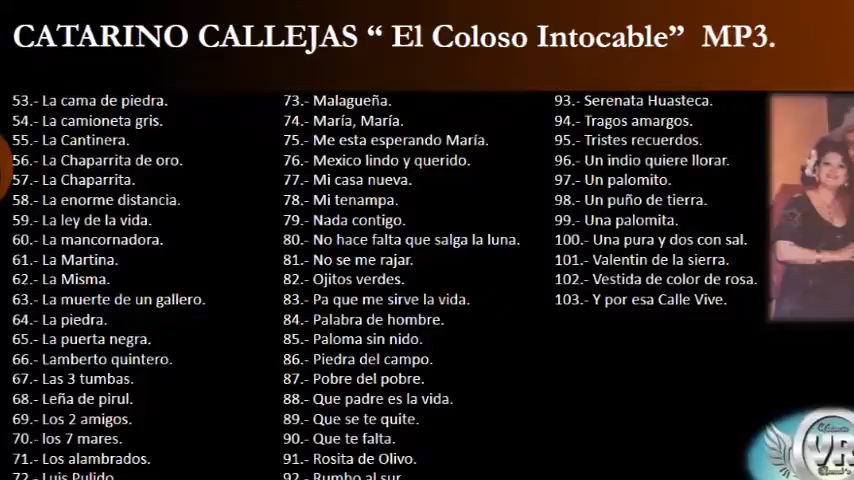 CATARINO CALLEJAS “ El Coloso Intocable” MP3.
53.- La cama de piedra.
54.- La camioneta gris.
55.- La Cantinera.
56.- La Chaparrita de oro.
57.- La Chaparrita.
58.- La enorme distancia.
59.- La ley de la vida.
60.- La mancornadora.
61.- La Martina.
62.- La Misma.
63.- La muerte de un gallero.
64.- La piedra.
65.- La puerta negra.
66.- Lamberto quintero.
67.- Las 3 tumbas.
68.- Leña de pirul.
69.- Los 2 amigos.
70.- los 7 mares.
71.- Los alambrados.
72.- Luis Pulido.
73.- Malagueña.
74.- María, María.
75.- Me esta esperando María.
76.- Mexico lindo y querido.
77.- Mi casa nueva.
78.- Mi tenampa.
79.- Nada contigo.
80.- No hace falta que salga la luna.
81.- No se me rajar.
82.- Ojitos verdes.
83.- Pa que me sirve la vida.
84.- Palabra de hombre.
85.- Paloma sin nido.
86.- Piedra del campo.
87.- Pobre del pobre.
88.- Que padre es la vida.
89.- Que se te quite.
90.- Que te falta.
91.- Rosita de Olivo.
92.- Rumbo al sur.
93.- Serenata Huasteca.
94.- Tragos amargos.
95.- Tristes recuerdos.
96.- Un indio quiere llorar.
97.- Un palomito.
98.- Un puño de tierra.
99.- Una palomita.
100.- Una pura y dos con sal.
101.- Valentin de la sierra.
102.- Vestida de color de rosa.
103.- Y por esa Calle Vive.
VR